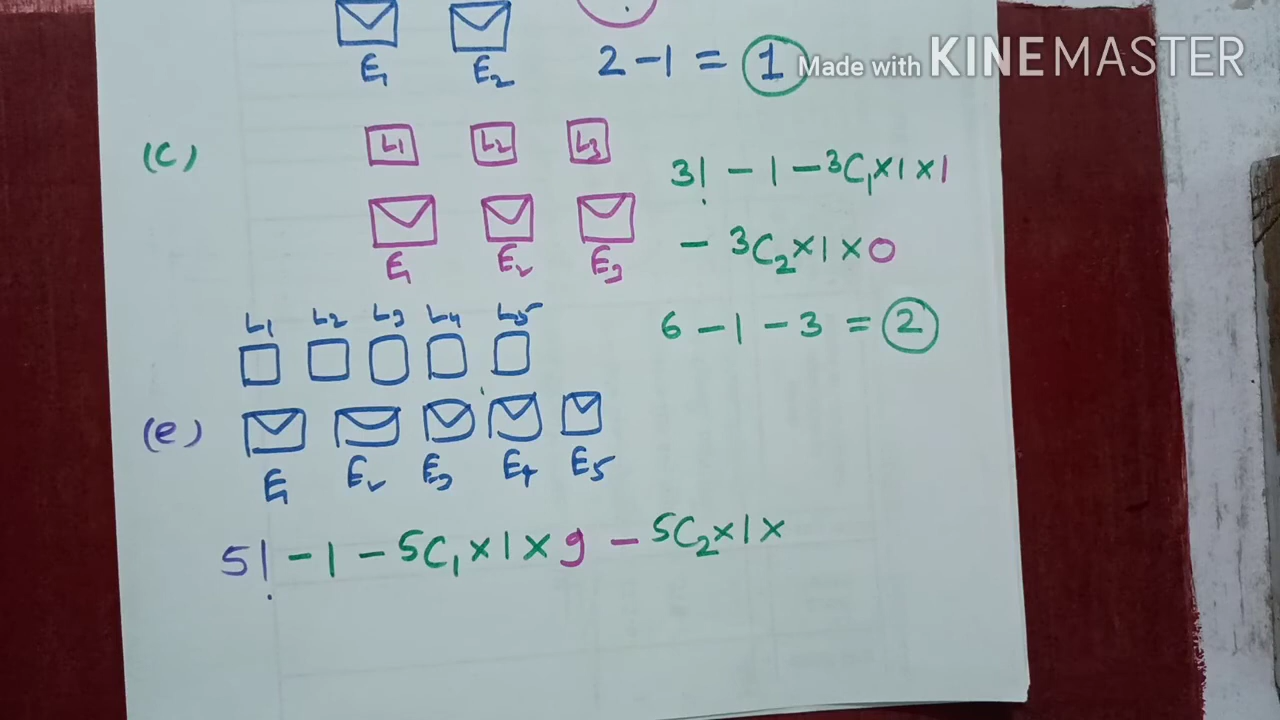 E1 E2 2 - 1 = 1
Made with KINEMASTER
(c)
L1 L2 L3
3! - 1 - ³C₁×1×1
E1 E2 E3
- ³C₂×1×0
L1 L2 L3 L4 L5
6 - 1 - 3 = 2
(e)
E1 E2 E3 E4 E5
5! - 1 - 5C₁×1×9 - 5C₂×1×